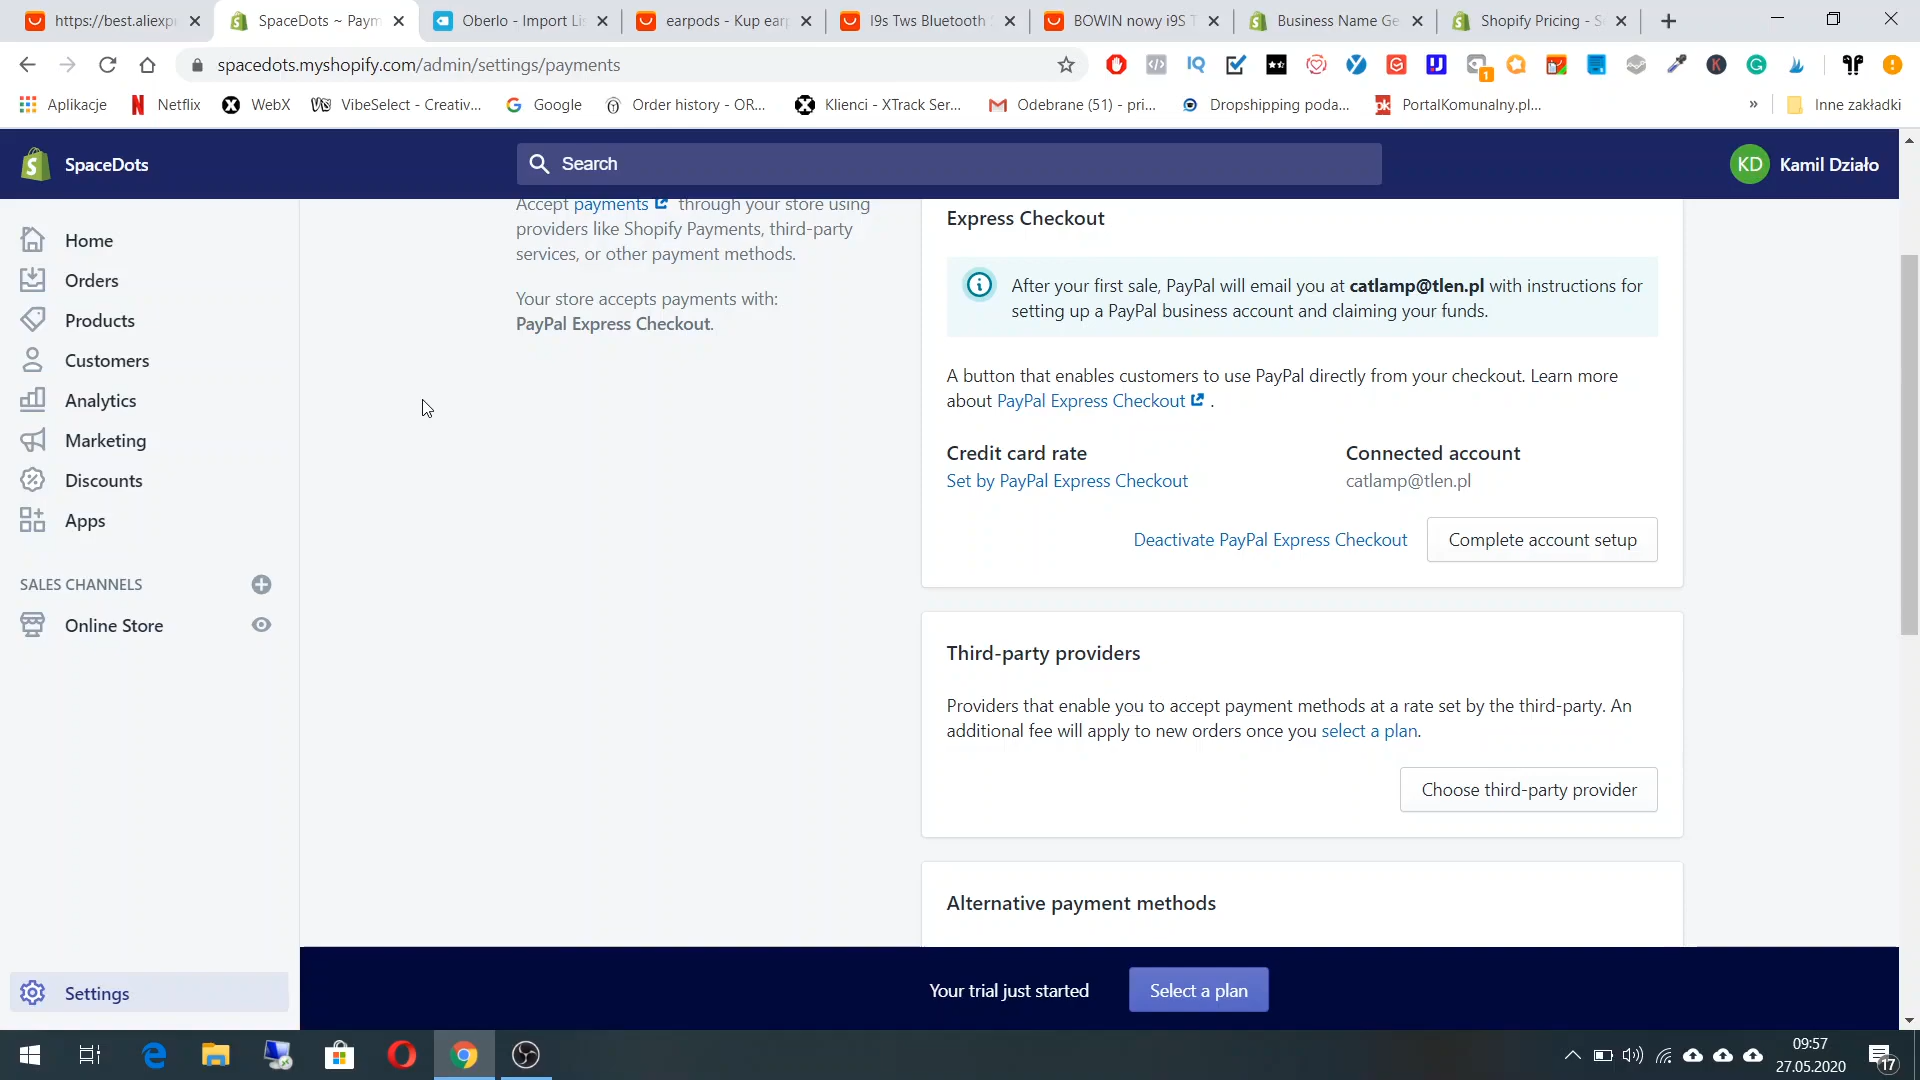 https://best.aliexpr
SpaceDots ~ Paym
Oberlo - Import Lis
earpods - Kup earp
I9s Tws Bluetooth
BOWIN nowy i9S T
Business Name Ge
Shopify Pricing - S
spacedots.myshopify.com/admin/settings/payments
Aplikacje
Netflix
WebX
VibeSelect - Creativ...
Google
Order history - OR...
Klienci - XTrack Ser...
Odebrane (51) - pri...
Dropshipping poda...
PortalKomunalny.pl...
»
Inne zakładki
SpaceDots
Search
KD
Kamil Działo
Home
Orders
Products
Customers
Analytics
Marketing
Discounts
Apps
SALES CHANNELS
Online Store
Settings
Accept payments through your store using
providers like Shopify Payments, third-party
services, or other payment methods.
Your store accepts payments with:
PayPal Express Checkout.
Express Checkout
After your first sale, PayPal will email you at catlamp@tlen.pl with instructions for
setting up a PayPal business account and claiming your funds.
A button that enables customers to use PayPal directly from your checkout. Learn more
about PayPal Express Checkout .
Credit card rate
Set by PayPal Express Checkout
Connected account
catlamp@tlen.pl
Deactivate PayPal Express Checkout
Complete account setup
Third-party providers
Providers that enable you to accept payment methods at a rate set by the third-party. An
additional fee will apply to new orders once you select a plan.
Choose third-party provider
Alternative payment methods
Your trial just started
Select a plan
09:57
27.05.2020
17